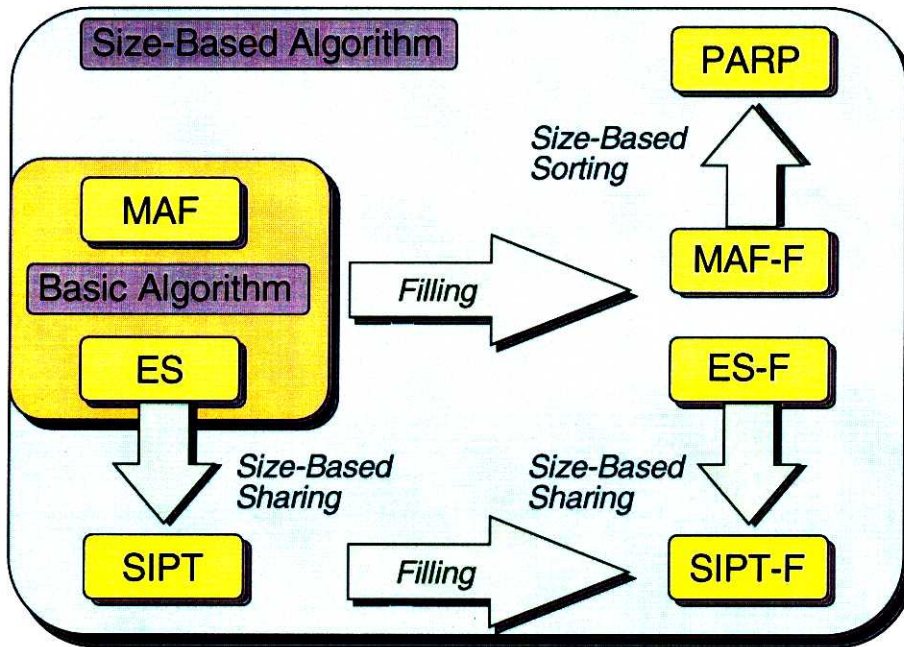 Size-Based Algorithm
PARP
Size-Based
Sorting
MAF
MAF-F
Basic Algorithm
Filling
ES
ES-F
Size-Based
Sharing
Size-Based
Sharing
SIPT
Filling
SIPT-F